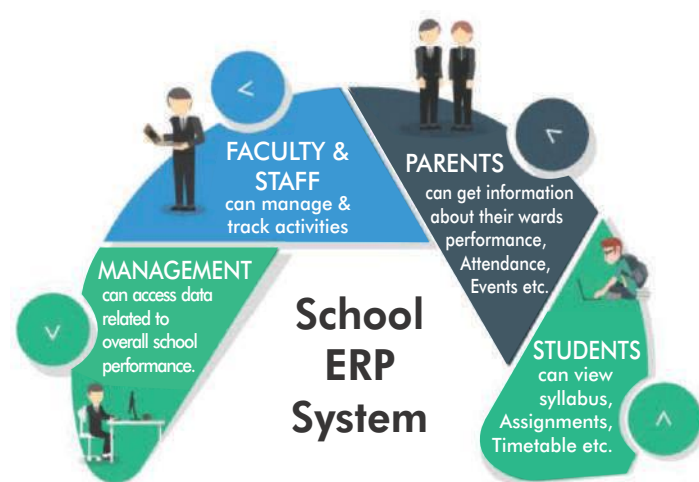 MANAGEMENT
can access data
related to
overall school
performance.
FACULTY &
STAFF
can manage &
track activities
PARENTS
can get information
about their wards
performance,
Attendance,
Events etc.
STUDENTS
can view
syllabus,
Assignments,
Timetable etc.
School
ERP
System